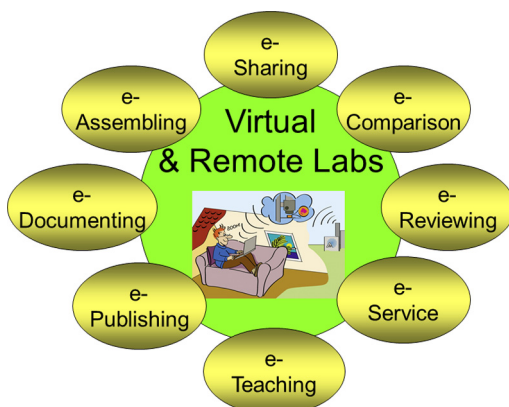 e-
Sharing
e-
Assembling
e-
Comparison
Virtual
& Remote Labs
e-
Documenting
e-
Reviewing
e-
Publishing
e-
Service
e-
Teaching